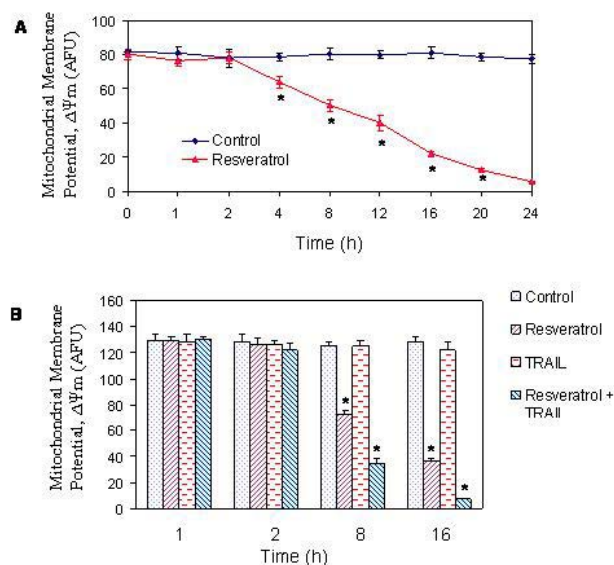 A
Mitochondrial Membrane
Potential, ΔΨm (AFU)
100
80
60
40
20
0
Control
Resveratrol
*
*
*
*
*
0 1 2 4 8 12 16 20 24
Time (h)
B
Mitochondrial Membrane
Potential, ΔΨm (AFU)
160
140
120
100
80
60
40
20
0
*
*
*
*
1 2 8 16
Time (h)
Control
Resveratrol
TRAIL
Resveratrol +
TRAIl